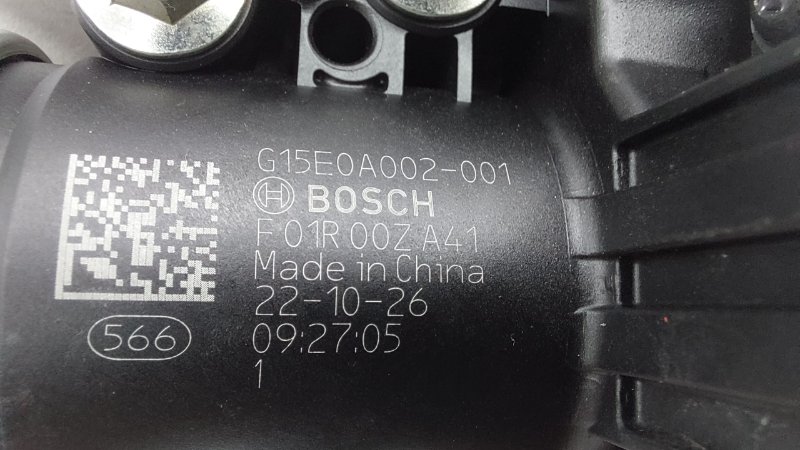 G15E0A002-001
BOSCH
F 01R 00Z A41
Made in China
22-10-26
09:27:05
1
566